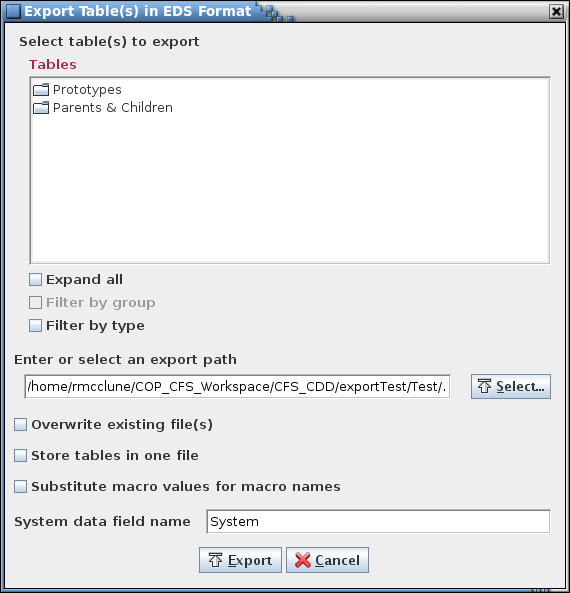 Export Table(s) in EDS Format
Select table(s) to export
Tables
Prototypes
Parents & Children
Expand all
Filter by group
Filter by type
Enter or select an export path
/home/rmcclune/COP_CFS_Workspace/CFS_CDD/exportTest/Test/.
Select...
Overwrite existing file(s)
Store tables in one file
Substitute macro values for macro names
System data field name
System
Export
Cancel